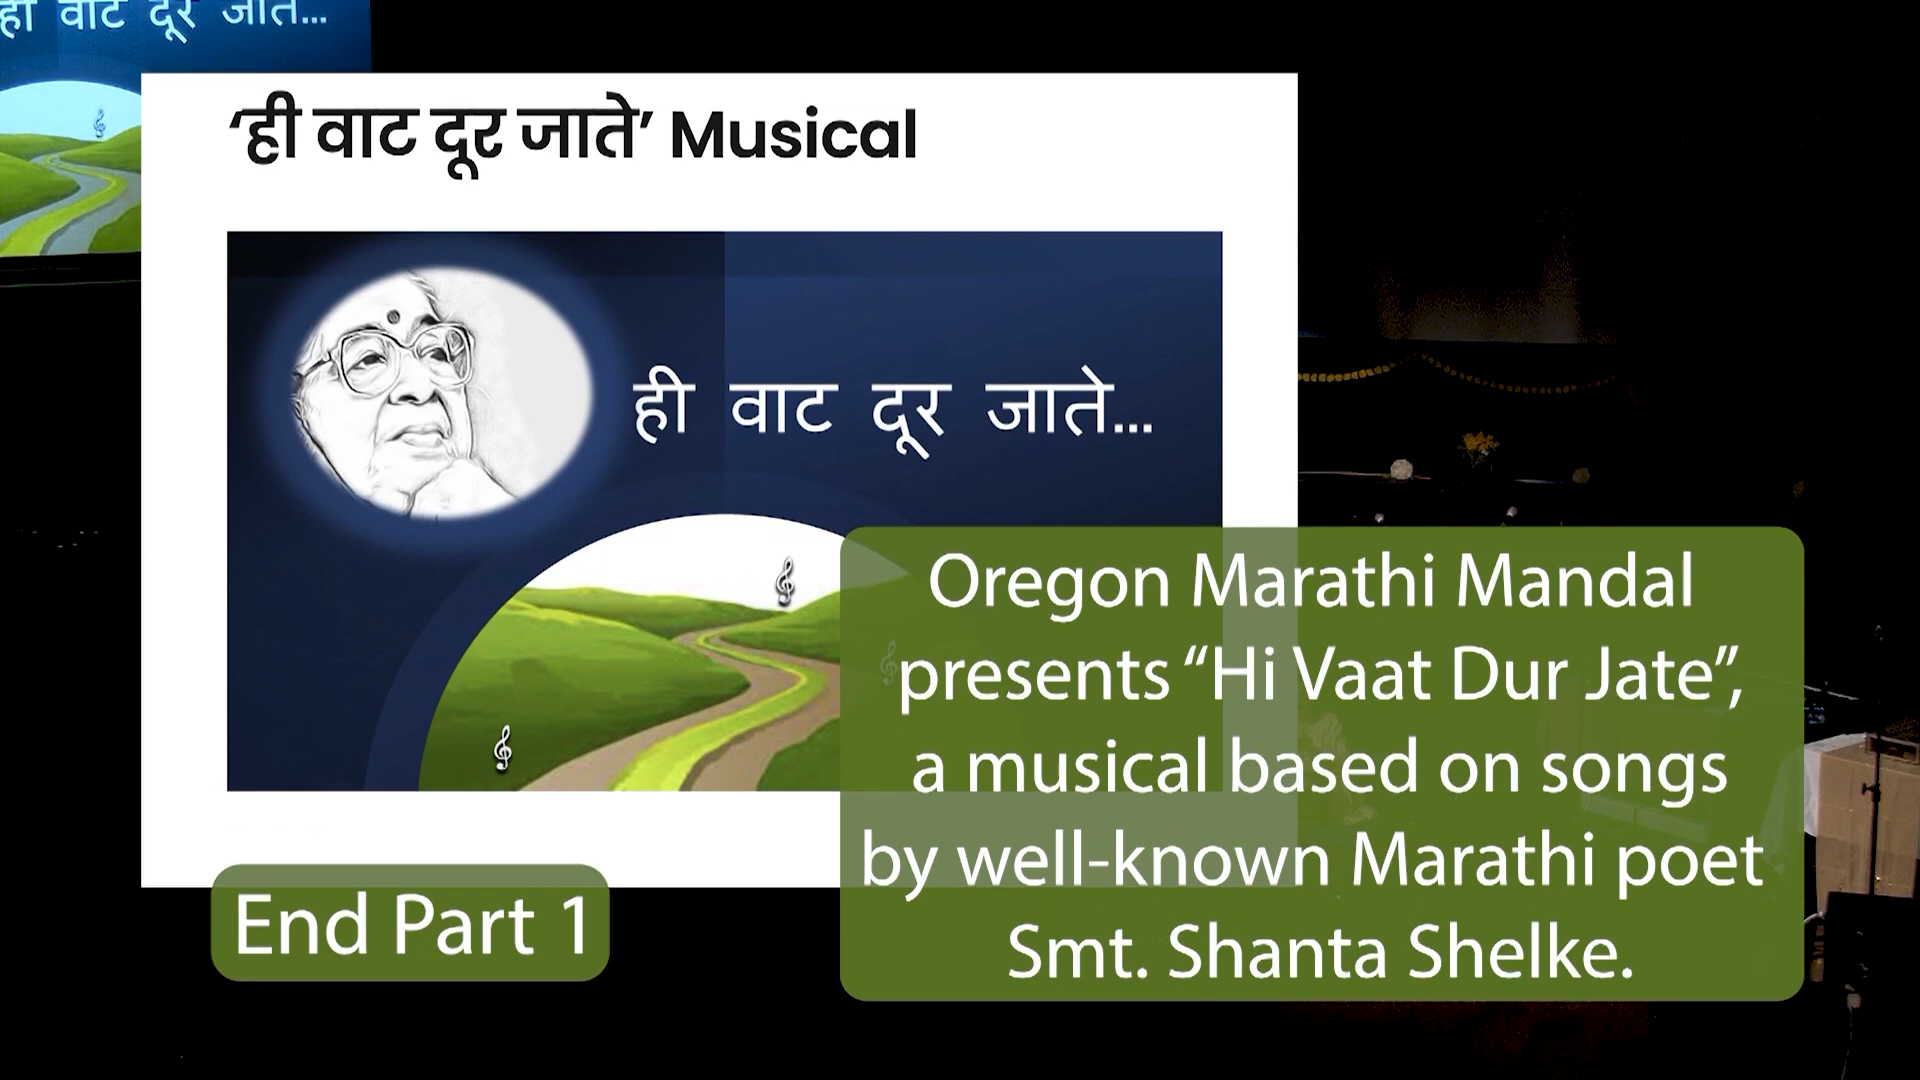 ही वाट दूर जाते...
‘ही वाट दूर जाते’ Musical
ही वाट दूर जाते...
Oregon Marathi Mandal
presents “Hi Vaat Dur Jate”,
a musical based on songs
by well-known Marathi poet
Smt. Shanta Shelke.
End Part 1